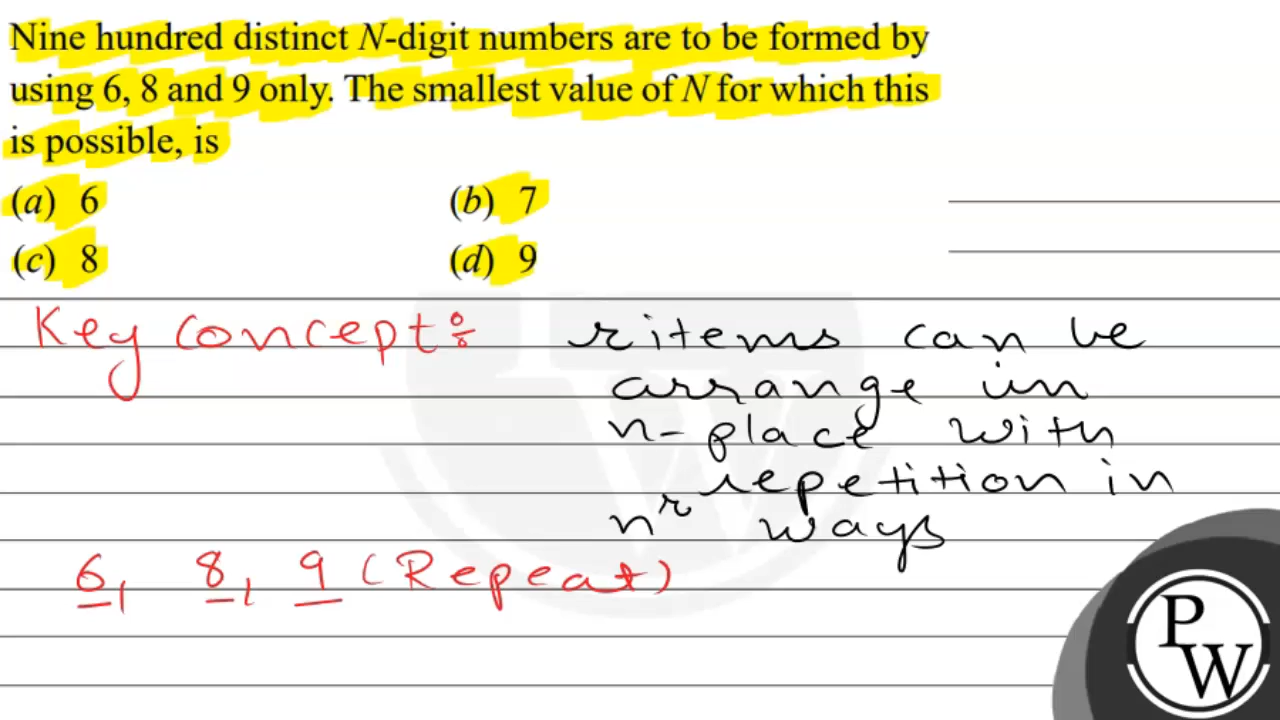 Nine hundred distinct N-digit numbers are to be formed by
using 6, 8 and 9 only. The smallest value of N for which this
is possible, is
(a) 6 (b) 7
(c) 8 (d) 9
Key concept:
r items can be
arrange in
n-place with
repetition in
n^r ways
6, 8, 9 (Repeat)
P
W